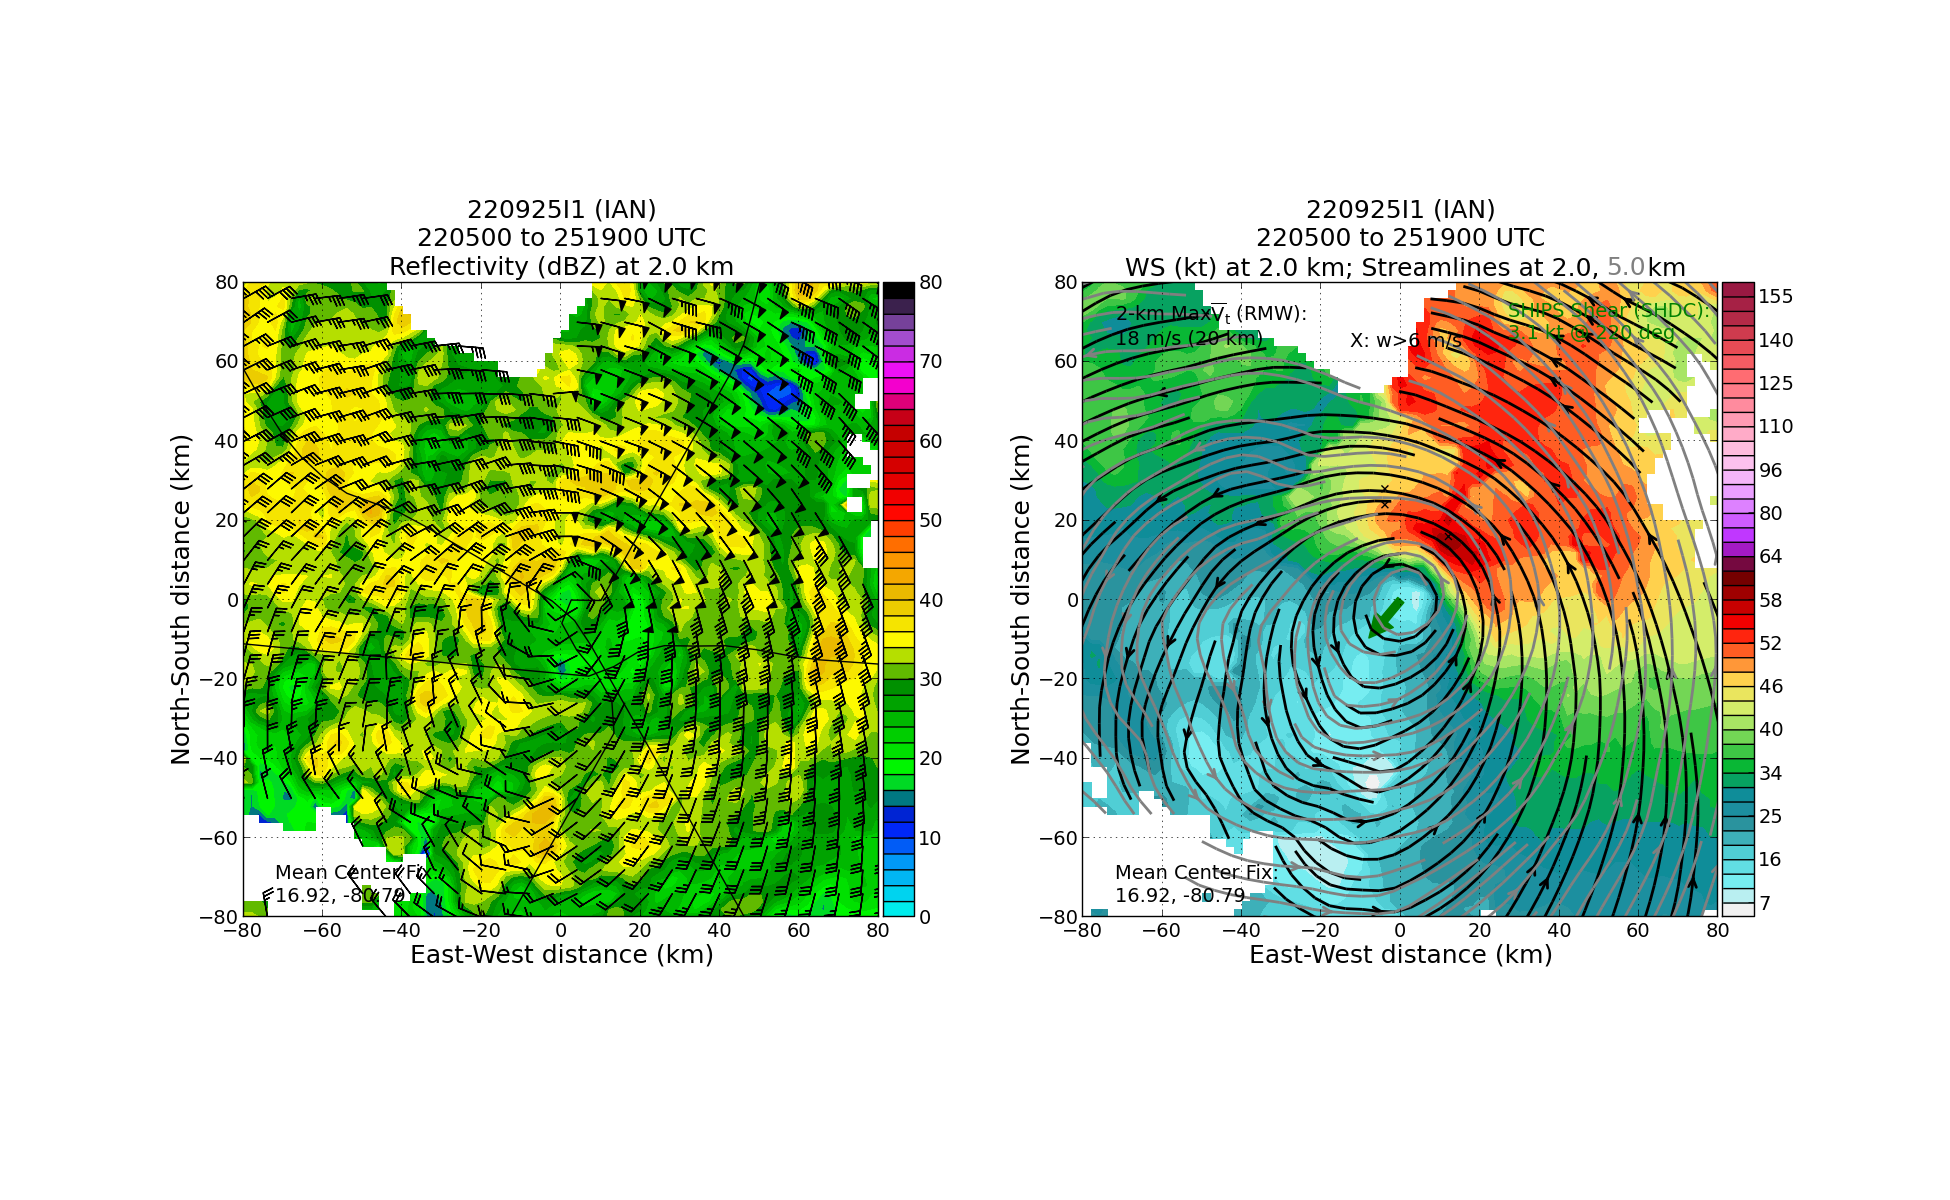 220925I1 (IAN)
220500 to 251900 UTC
Reflectivity (dBZ) at 2.0 km
80
60
40
20
0
−20
−40
−60
−80
North-South distance (km)
−80 −60 −40 −20 0 20 40 60 80
East-West distance (km)
Mean Center Fix:
16.92, -80.79
80
70
60
50
40
30
20
10
0
220925I1 (IAN)
220500 to 251900 UTC
WS (kt) at 2.0 km; Streamlines at 2.0, 5.0 km
2-km MaxV̅t (RMW):
18 m/s (20 km)
X: w>6 m/s
SHIPS Shear (SHDC):
3.1 kt @ 220 deg
80
60
40
20
0
−20
−40
−60
−80
North-South distance (km)
−80 −60 −40 −20 0 20 40 60 80
East-West distance (km)
Mean Center Fix:
16.92, -80.79
155
140
125
110
96
80
64
58
52
46
40
34
25
16
7